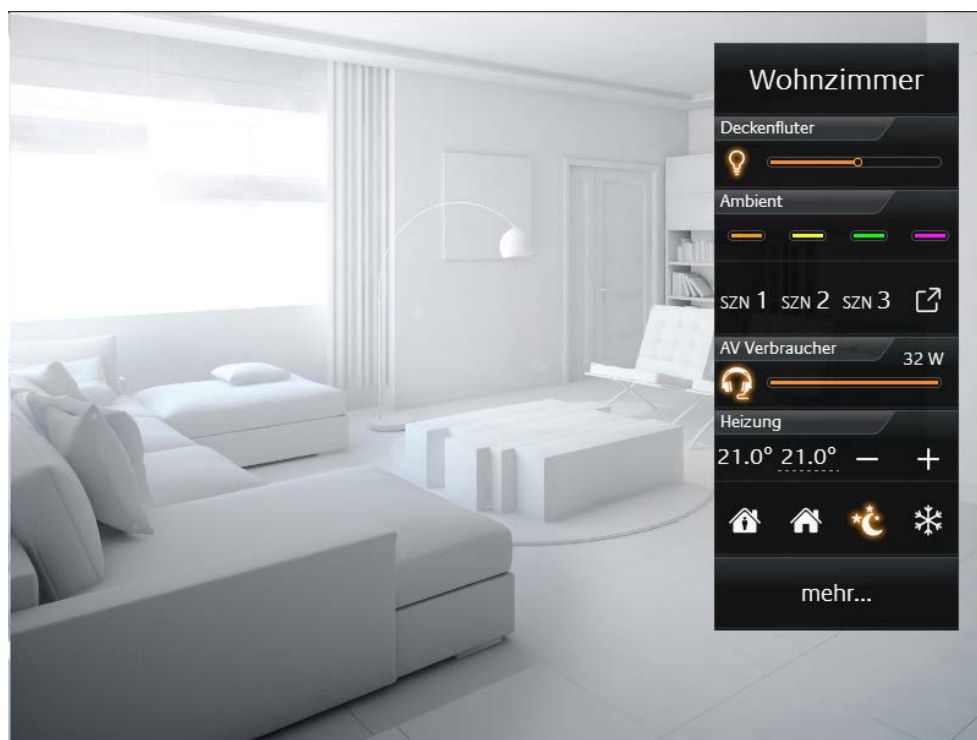 Wohnzimmer
Deckenfluter
Ambient
SZN 1 SZN 2 SZN 3
AV Verbraucher 32 W
Heizung
21.0° 21.0° — +
mehr...